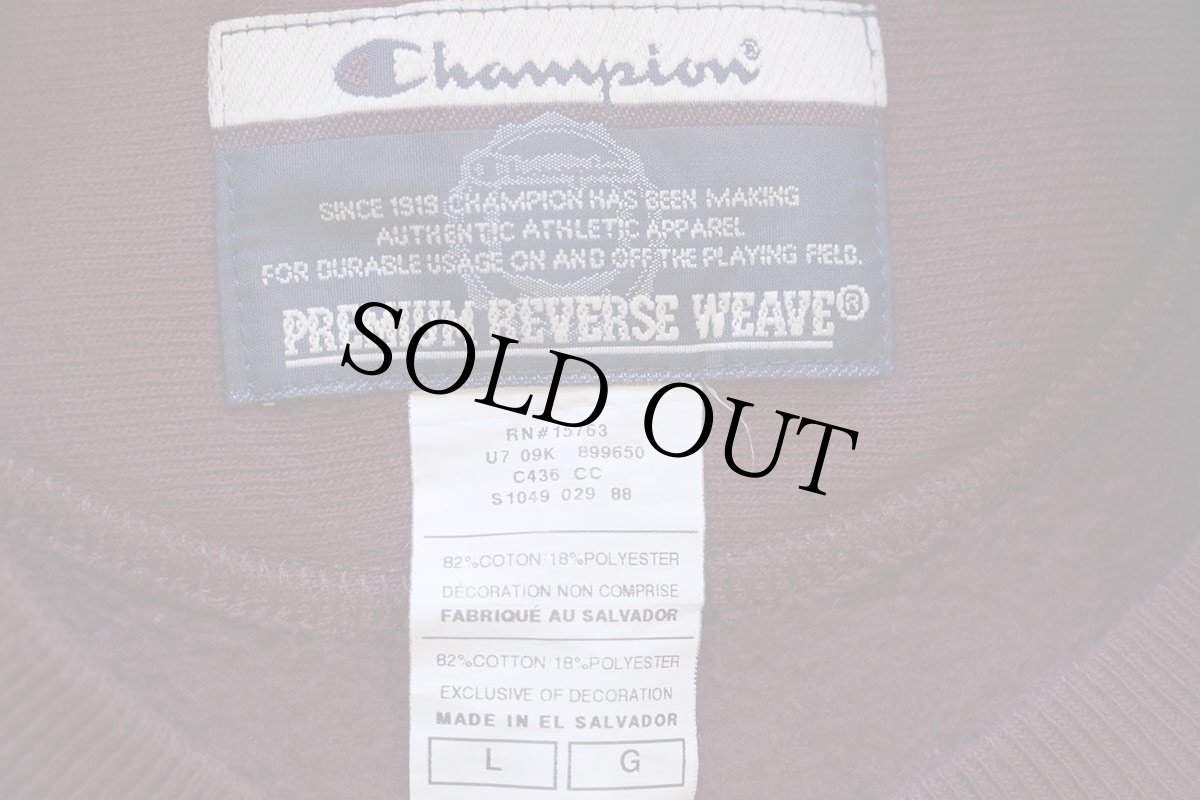 Champion®
Champion
SINCE 1919 CHAMPION HAS BEEN MAKING
AUTHENTIC ATHLETIC APPAREL
FOR DURABLE USAGE ON AND OFF THE PLAYING FIELD.
PREMIUM REVERSE WEAVE®
SOLD OUT
RN#15763
U7 09K 899650
C436 CC
S1049 029 88
82%COTON/18%POLYESTER
DÉCORATION NON COMPRISE
FABRIQUÉ AU SALVADOR
82%COTTON/18%POLYESTER
EXCLUSIVE OF DECORATION
MADE IN EL SALVADOR
L G